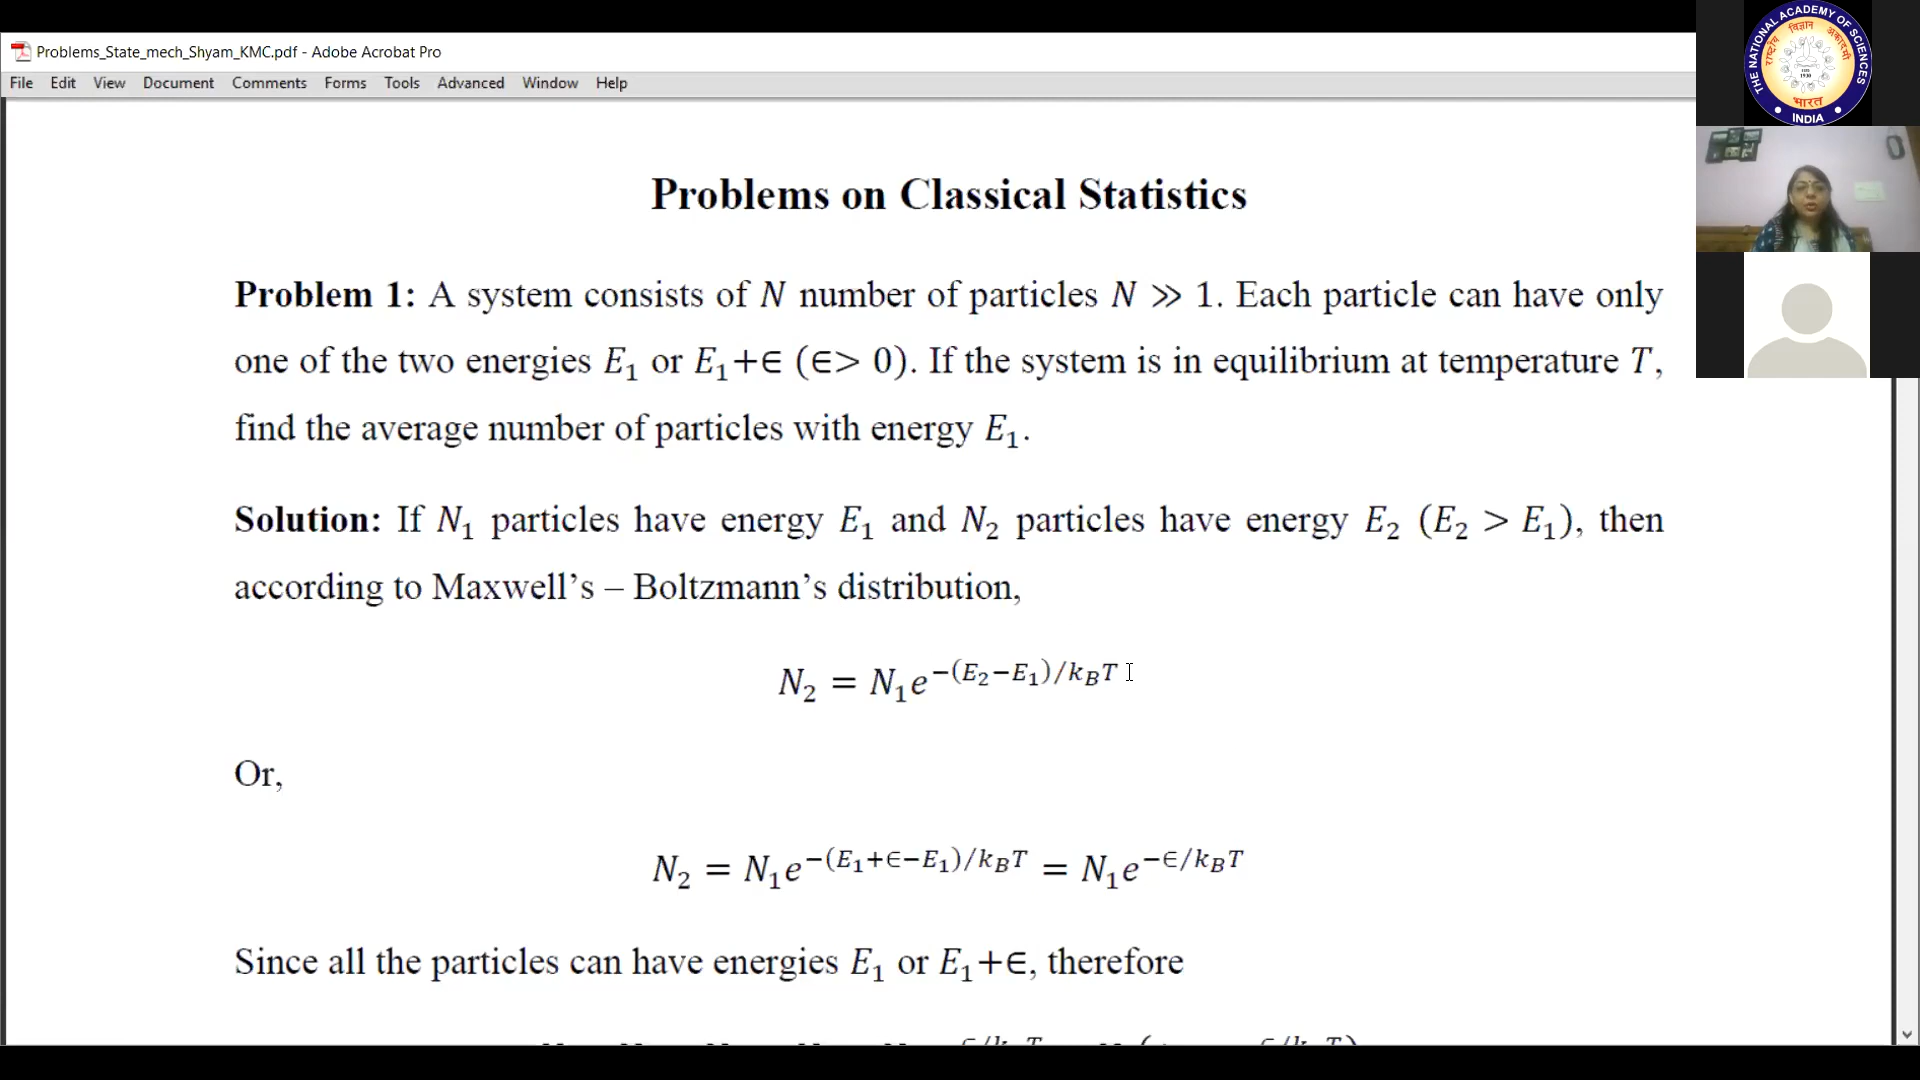 Problems_State_mech_Shyam_KMC.pdf - Adobe Acrobat Pro
File Edit View Document Comments Forms Tools Advanced Window Help
THE NATIONAL ACADEMY OF SCIENCES
राष्ट्रीय विज्ञान अकादमी
1930
भारत
INDIA
Problems on Classical Statistics
Problem 1: A system consists of N number of particles N ≫ 1. Each particle can have only
one of the two energies E₁ or E₁+∈ (∈> 0). If the system is in equilibrium at temperature T,
find the average number of particles with energy E₁.
Solution: If N₁ particles have energy E₁ and N₂ particles have energy E₂ (E₂ > E₁), then
according to Maxwell’s – Boltzmann’s distribution,
N₂ = N₁e^{−(E₂−E₁)/k_BT}
Or,
N₂ = N₁e^{−(E₁+∈−E₁)/k_BT} = N₁e^{−∈/k_BT}
Since all the particles can have energies E₁ or E₁+∈, therefore